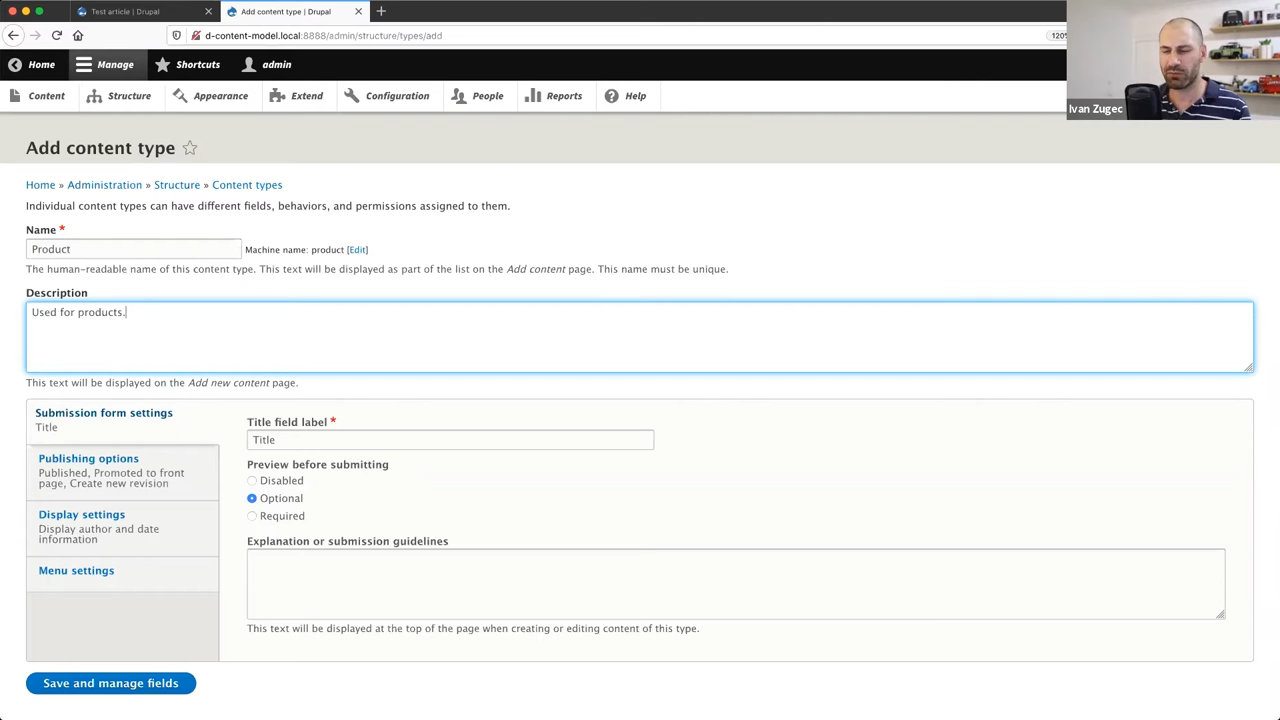 Test article | Drupal
Add content type | Drupal
d-content-model.local:8888/admin/structure/types/add
120%
Home
Manage
Shortcuts
admin
Content
Structure
Appearance
Extend
Configuration
People
Reports
Help
Ivan Zugec
Add content type
Home » Administration » Structure » Content types
Individual content types can have different fields, behaviors, and permissions assigned to them.
Name *
Product
Machine name: product [Edit]
The human-readable name of this content type. This text will be displayed as part of the list on the Add content page. This name must be unique.
Description
Used for products.
This text will be displayed on the Add new content page.
Submission form settings
Title
Publishing options
Published, Promoted to front
page, Create new revision
Display settings
Display author and date
information
Menu settings
Title field label *
Title
Preview before submitting
Disabled
Optional
Required
Explanation or submission guidelines
This text will be displayed at the top of the page when creating or editing content of this type.
Save and manage fields